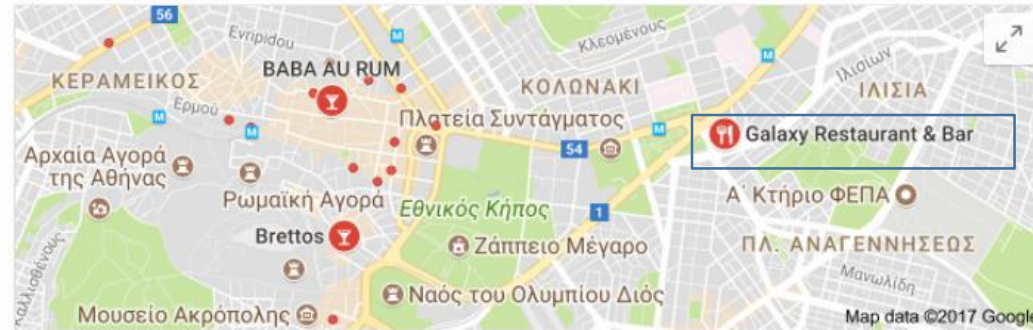 56
Evripidou
Κλεομένους
ΚΕΡΑΜΕΙΚΟΣ
BABA AU RUM
ΚΟΛΩΝΑΚΙ
Ιλισίων
ΙΛΙΣΙΑ
Ερμού
Πλατεία Συντάγματος
54
Galaxy Restaurant & Bar
Αρχαία Αγορά
της Αθήνας
Ρωμαϊκή Αγορά
Εθνικός Κήπος
1
Α΄ Κτήριο ΦΕΠΑ
Brettos
Ζάππειο Μέγαρο
ΠΛ. ΑΝΑΓΕΝΝΗΣΕΩΣ
Καλλισθένους
Μανωλίδη
Ναός του Ολυμπίου Διός
Μουσείο Ακρόπολης
Map data ©2017 Google